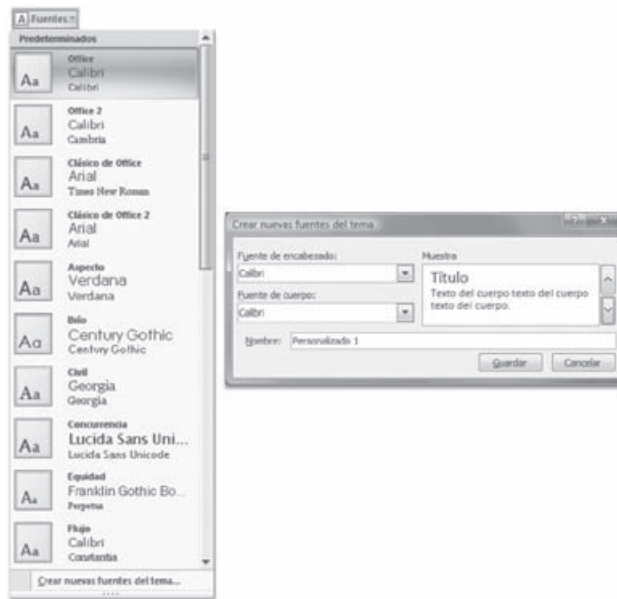 A Fuentes
Predeterminados
Aa
Office
Calibri
Calibri
Aa
Office 2
Calibri
Cambria
Aa
Clásico de Office
Arial
Times New Roman
Aa
Clásico de Office 2
Arial
Arial
Aa
Aspecto
Verdana
Verdana
Aa
Brío
Century Gothic
Century Gothic
Aa
Civil
Georgia
Georgia
Aa
Concurrencia
Lucida Sans Uni...
Lucida Sans Unicode
Aa
Equidad
Franklin Gothic Bo...
Perpetua
Aa
Flujo
Calibri
Constantia
Crear nuevas fuentes del tema...
Crear nuevas fuentes del tema
Fuente de encabezado:
Calibri
Fuente de cuerpo:
Calibri
Muestra
Título
Texto del cuerpo texto del cuerpo
texto del cuerpo.
Nombre: Personalizado 1
Guardar Cancelar